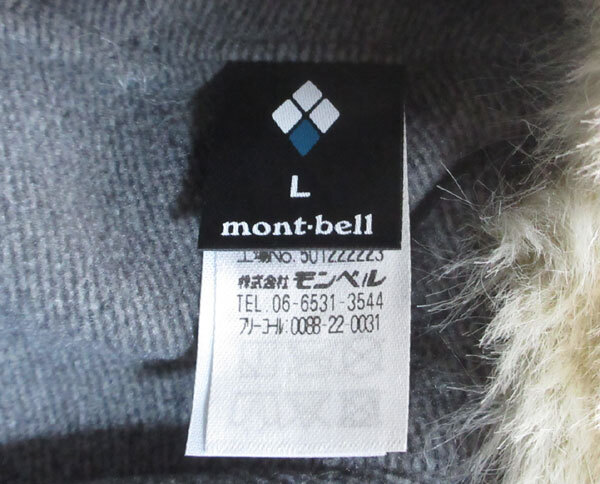 L
mont·bell
工場No.501222223
株式会社 モンベル
TEL. 06-6531-3544
フリーコール:0088-22-0031